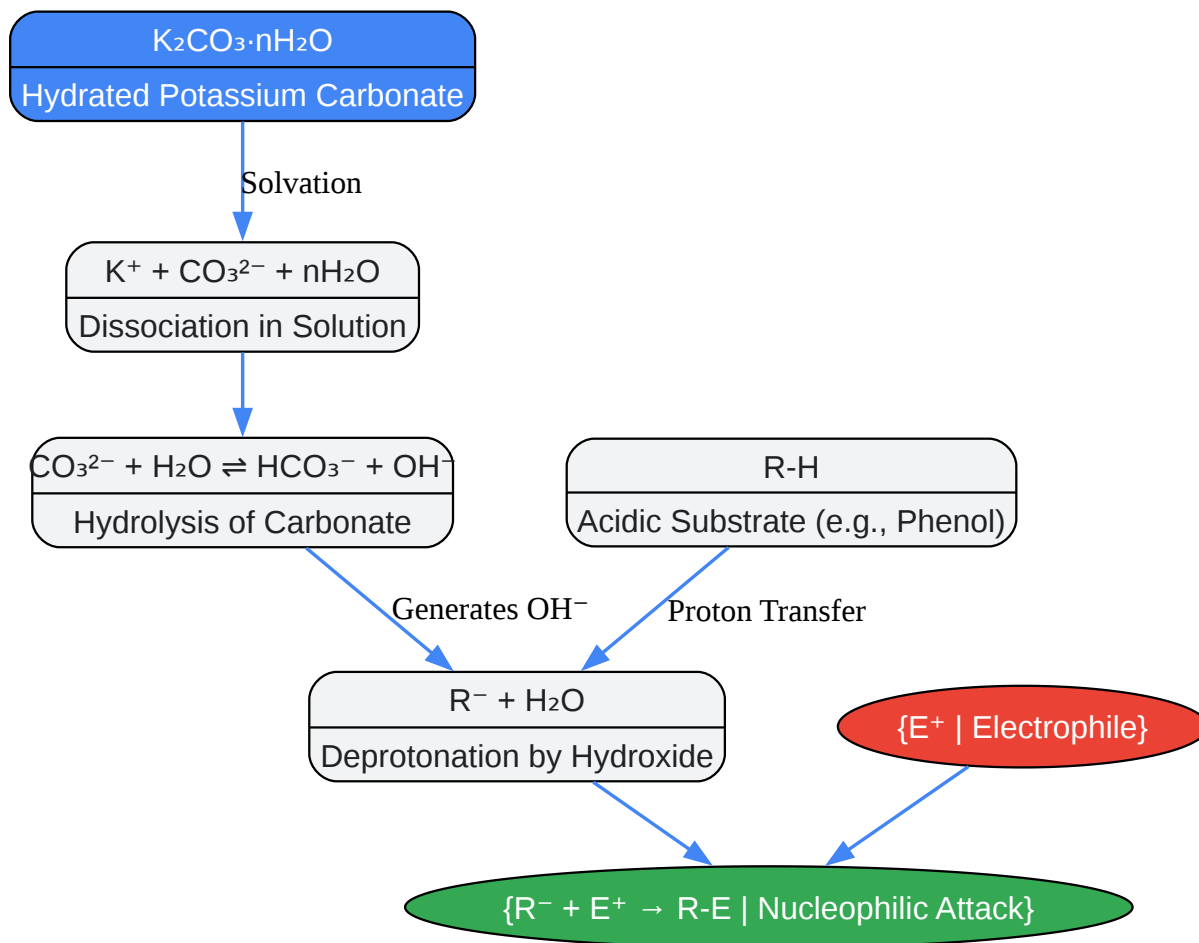 K₂CO₃·nH₂O
Hydrated Potassium Carbonate
Solvation
K⁺ + CO₃²⁻ + nH₂O
Dissociation in Solution
CO₃²⁻ + H₂O ⇌ HCO₃⁻ + OH⁻
Hydrolysis of Carbonate
R-H
Acidic Substrate (e.g., Phenol)
Generates OH⁻
Proton Transfer
R⁻ + H₂O
Deprotonation by Hydroxide
{E⁺ | Electrophile}
{R⁻ + E⁺ → R-E | Nucleophilic Attack}